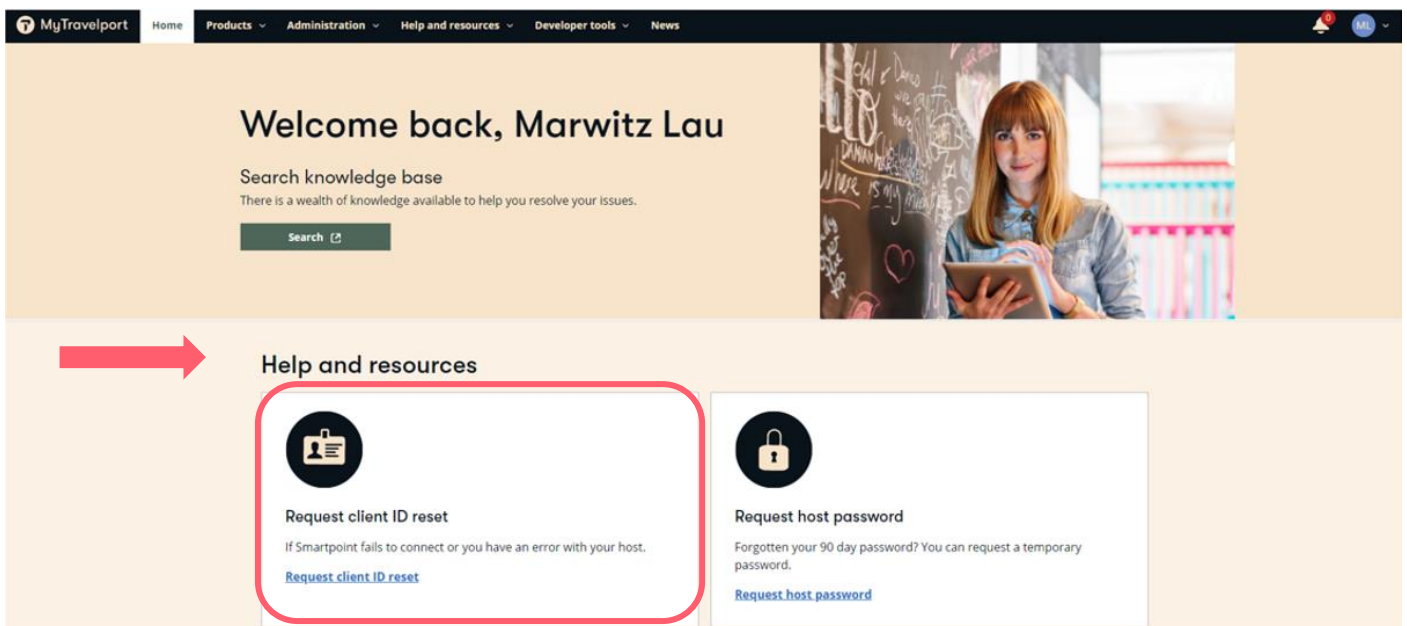 MyTravelport Home Products Administration Help and resources Developer tools News 0 ML
Welcome back, Marwitz Lau
Search knowledge base
There is a wealth of knowledge available to help you resolve your issues.
Search
Help and resources
Request client ID reset
If Smartpoint fails to connect or you have an error with your host.
Request client ID reset
Request host password
Forgotten your 90 day password? You can request a temporary
password.
Request host password